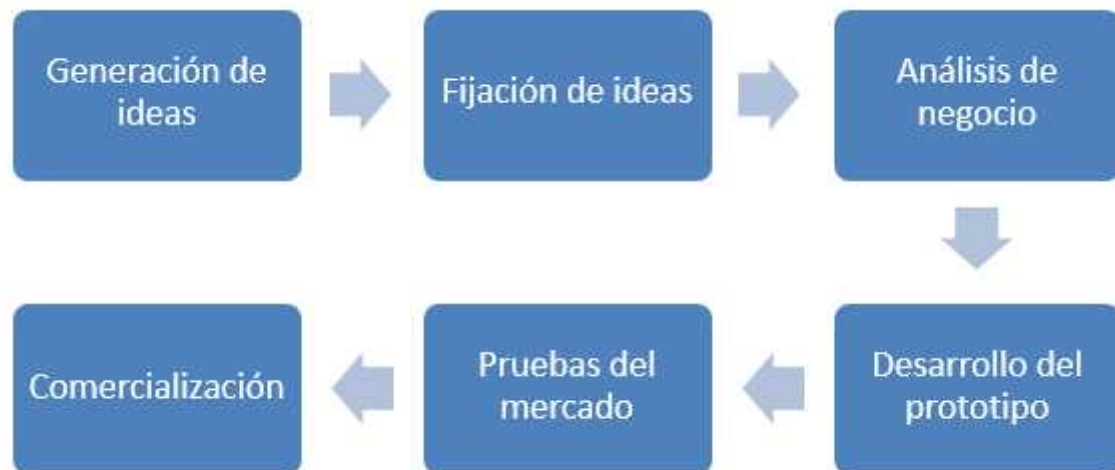 Generación de
ideas
Fijación de ideas
Análisis de
negocio
Desarrollo del
prototipo
Pruebas del
mercado
Comercialización